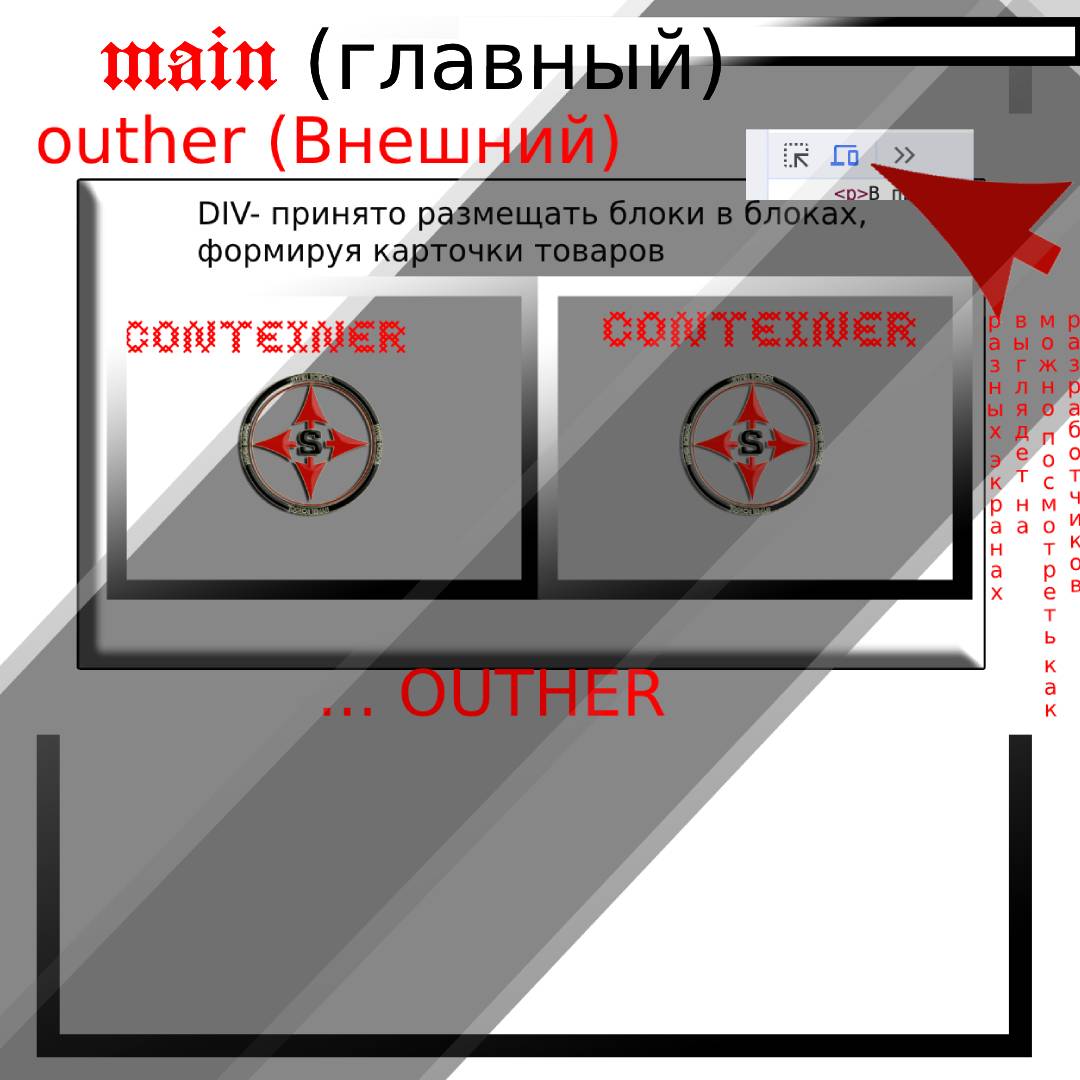 main (главный)
outher (Внешний)
<p>В
DIV- принято размещать блоки в блоках,
формируя карточки товаров
CONTEINER
CONTEINER
S
S
разных экранах
выглядет на
можно посмотреть как
разработчиков
... OUTHER